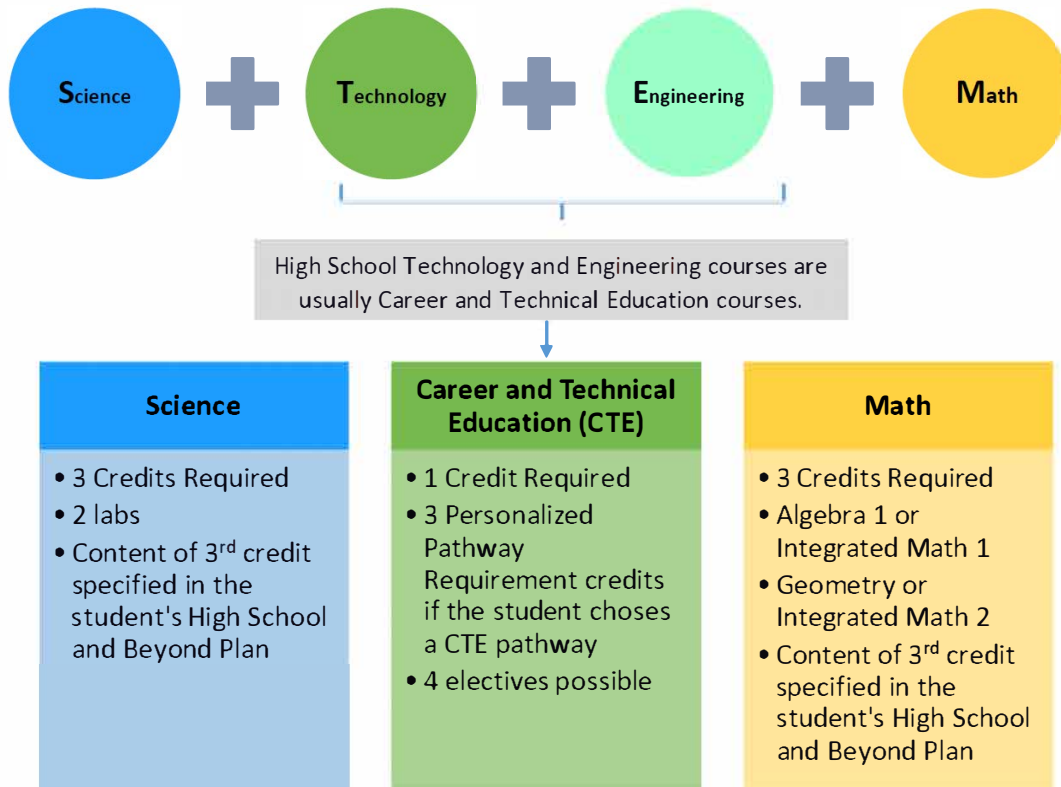 Science
Technology
Engineering
Math
High School Technology and Engineering courses are
usually Career and Technical Education courses.
Science
• 3 Credits Required
• 2 labs
• Content of 3rd credit
specified in the
student's High School
and Beyond Plan
Career and Technical
Education (CTE)
• 1 Credit Required
• 3 Personalized
Pathway
Requirement credits
if the student choses
a CTE pathway
• 4 electives possible
Math
• 3 Credits Required
• Algebra 1 or
Integrated Math 1
• Geometry or
Integrated Math 2
• Content of 3rd credit
specified in the
student's High School
and Beyond Plan